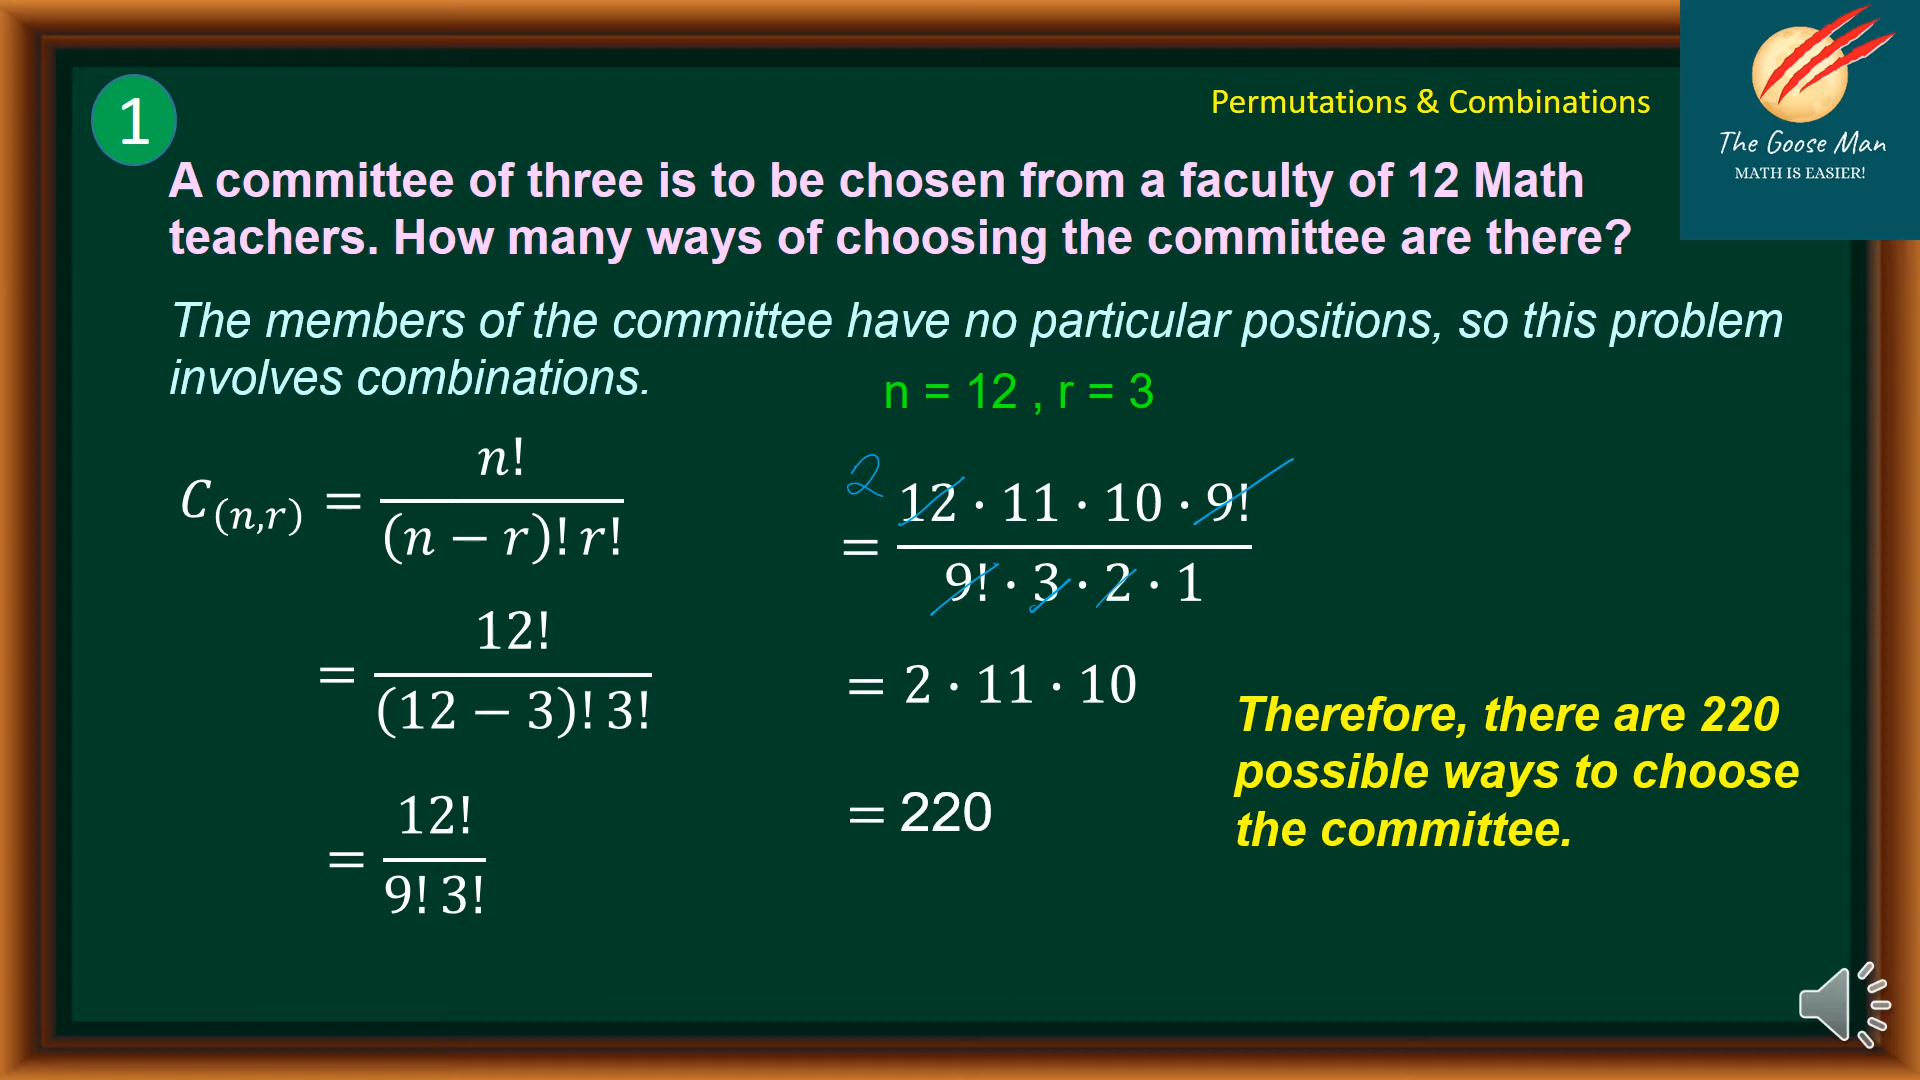 1
Permutations & Combinations
The Goose Man
MATH IS EASIER!
A committee of three is to be chosen from a faculty of 12 Math
teachers. How many ways of choosing the committee are there?
The members of the committee have no particular positions, so this problem
involves combinations.
n = 12 , r = 3
C(n,r) = n! / (n − r)! r!
= 12! / (12 − 3)! 3!
= 12! / 9! 3!
2
= 12 · 11 · 10 · 9! / 9! · 3 · 2 · 1
= 2 · 11 · 10
= 220
Therefore, there are 220
possible ways to choose
the committee.